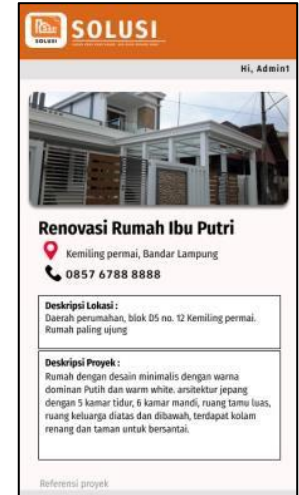 SOLUSI
SOLUSI
Hi, Admin1
Renovasi Rumah Ibu Putri
Kemiling permai, Bandar Lampung
0857 6788 8888
Deskripsi Lokasi :
Daerah perumahan, blok D5 no. 12 Kemiling permai.
Rumah paling ujung
Deskripsi Proyek :
Rumah dengan desain minimalis dengan warna
dominan Putih dan warm white. arsitektur jepang
dengan 5 kamar tidur, 6 kamar mandi, ruang tamu luas,
ruang keluarga diatas dan dibawah, terdapat kolam
renang dan taman untuk bersantai.
Referensi proyek